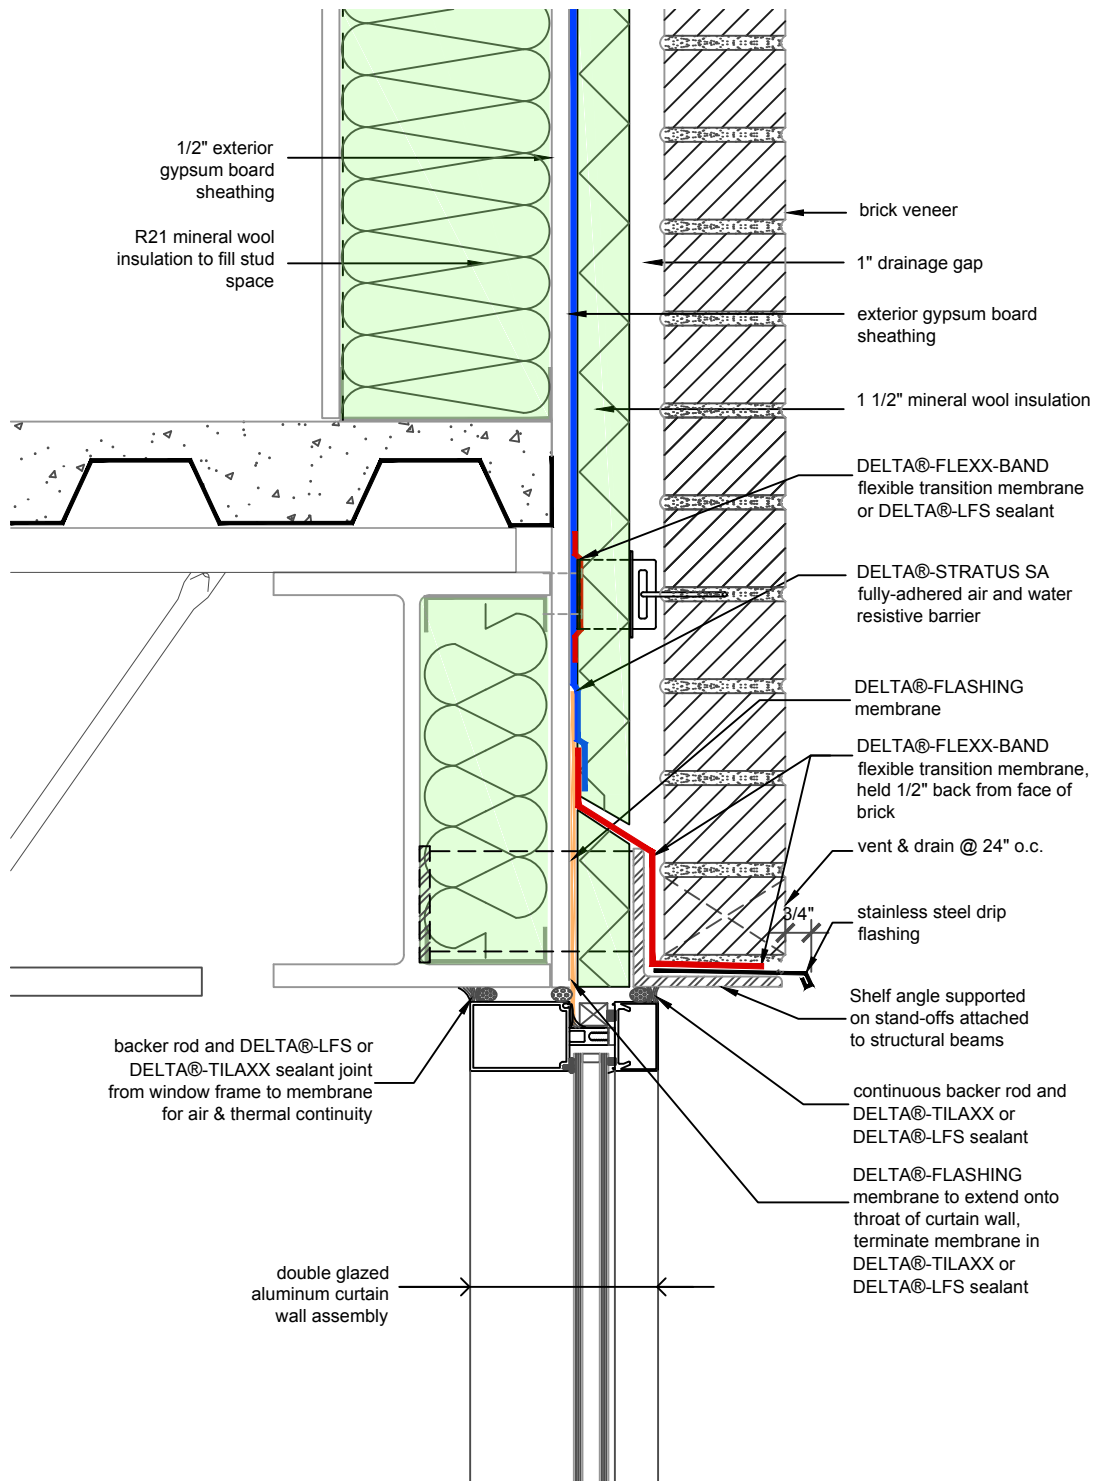 1/2" exterior
gypsum board
sheathing
R21 mineral wool
insulation to fill stud
space
brick veneer
1" drainage gap
exterior gypsum board
sheathing
1 1/2" mineral wool insulation
DELTA®-FLEXX-BAND
flexible transition membrane
or DELTA®-LFS sealant
DELTA®-STRATUS SA
fully-adhered air and water
resistive barrier
DELTA®-FLASHING
membrane
DELTA®-FLEXX-BAND
flexible transition membrane,
held 1/2" back from face of
brick
vent & drain @ 24" o.c.
3/4"
stainless steel drip
flashing
Shelf angle supported
on stand-offs attached
to structural beams
backer rod and DELTA®-LFS or
DELTA®-TILAXX sealant joint
from window frame to membrane
for air & thermal continuity
continuous backer rod and
DELTA®-TILAXX or
DELTA®-LFS sealant
DELTA®-FLASHING
membrane to extend onto
throat of curtain wall,
terminate membrane in
DELTA®-TILAXX or
DELTA®-LFS sealant
double glazed
aluminum curtain
wall assembly